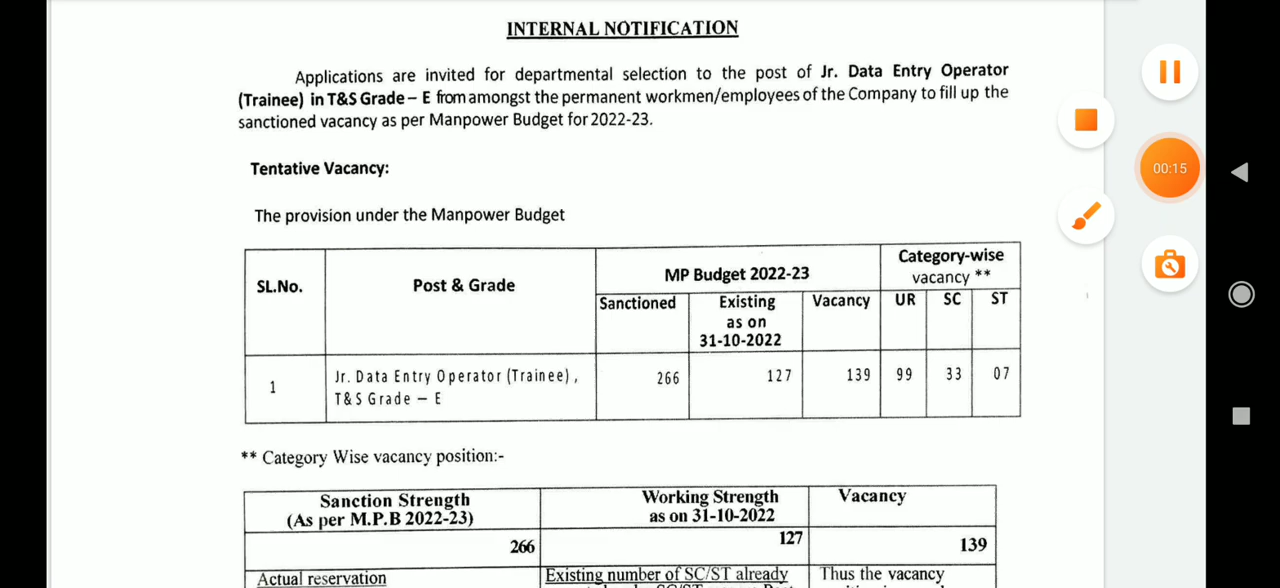 INTERNAL NOTIFICATION
Applications are invited for departmental selection to the post of Jr. Data Entry Operator
(Trainee) in T&S Grade – E from amongst the permanent workmen/employees of the Company to fill up the
sanctioned vacancy as per Manpower Budget for 2022-23.
Tentative Vacancy:
The provision under the Manpower Budget
SL.No.
Post & Grade
MP Budget 2022-23
Category-wise
vacancy **
Sanctioned
Existing
as on
31-10-2022
Vacancy
UR
SC
ST
1
Jr. Data Entry Operator (Trainee),
T&S Grade – E
266
127
139
99
33
07
** Category Wise vacancy position:-
Sanction Strength
(As per M.P.B 2022-23)
Working Strength
as on 31-10-2022
Vacancy
266
127
139
Actual reservation
Existing number of SC/ST already
Thus the vacancy
00:15